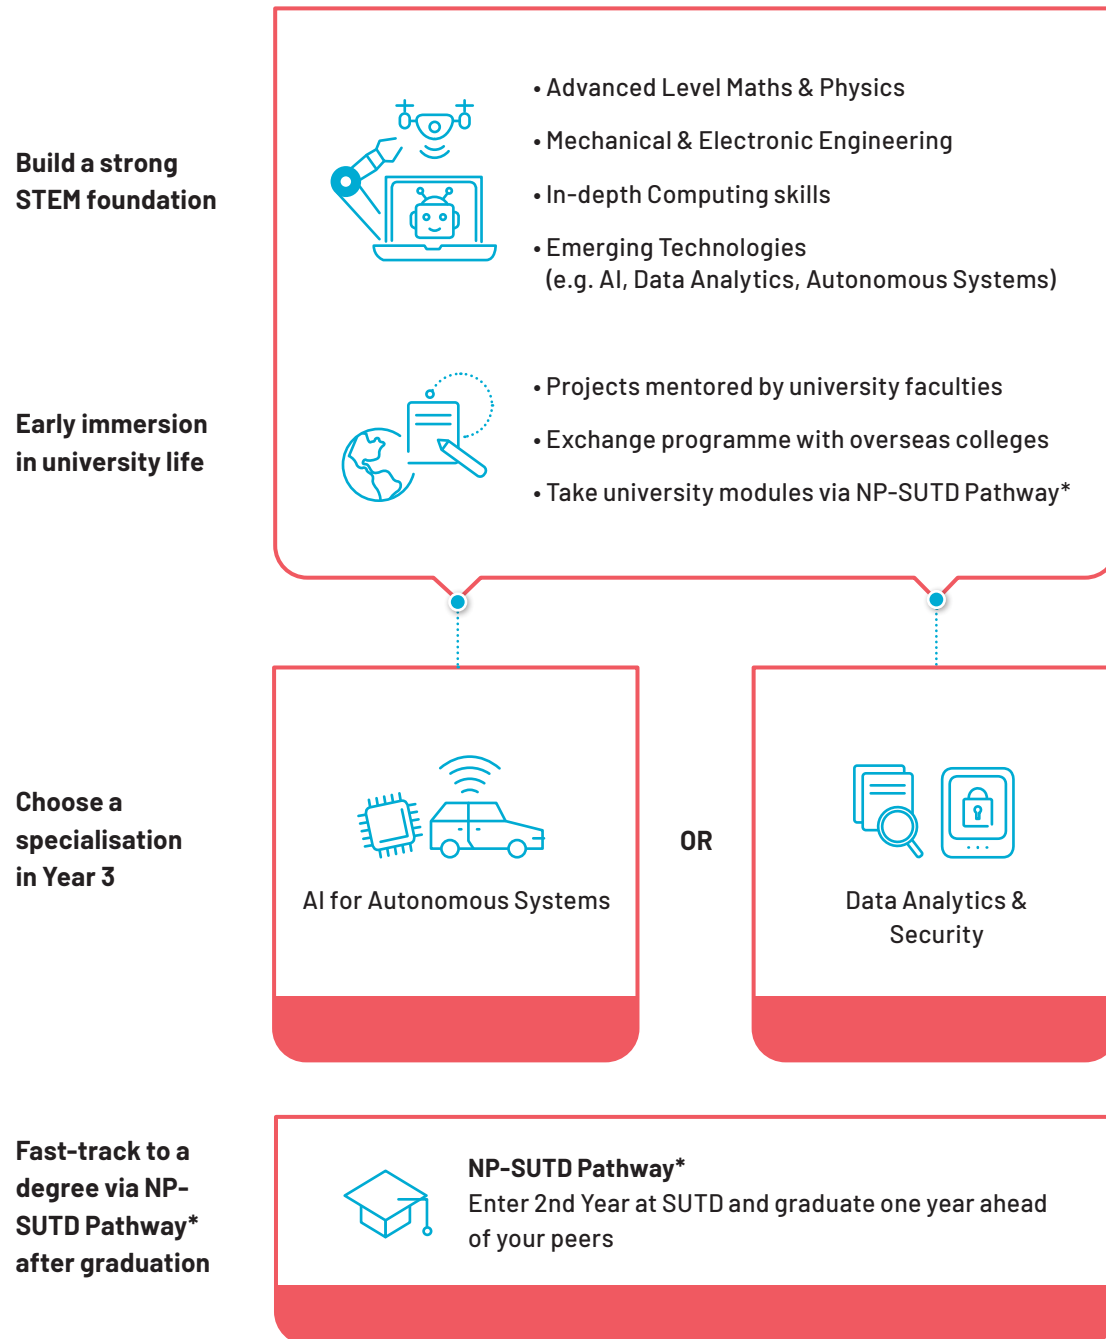 Build a strong
STEM foundation
• Advanced Level Maths & Physics
• Mechanical & Electronic Engineering
• In-depth Computing skills
• Emerging Technologies
(e.g. AI, Data Analytics, Autonomous Systems)
Early immersion
in university life
• Projects mentored by university faculties
• Exchange programme with overseas colleges
• Take university modules via NP-SUTD Pathway*
Choose a
specialisation
in Year 3
AI for Autonomous Systems
OR
Data Analytics &
Security
Fast-track to a
degree via NP-
SUTD Pathway*
after graduation
NP-SUTD Pathway*
Enter 2nd Year at SUTD and graduate one year ahead
of your peers